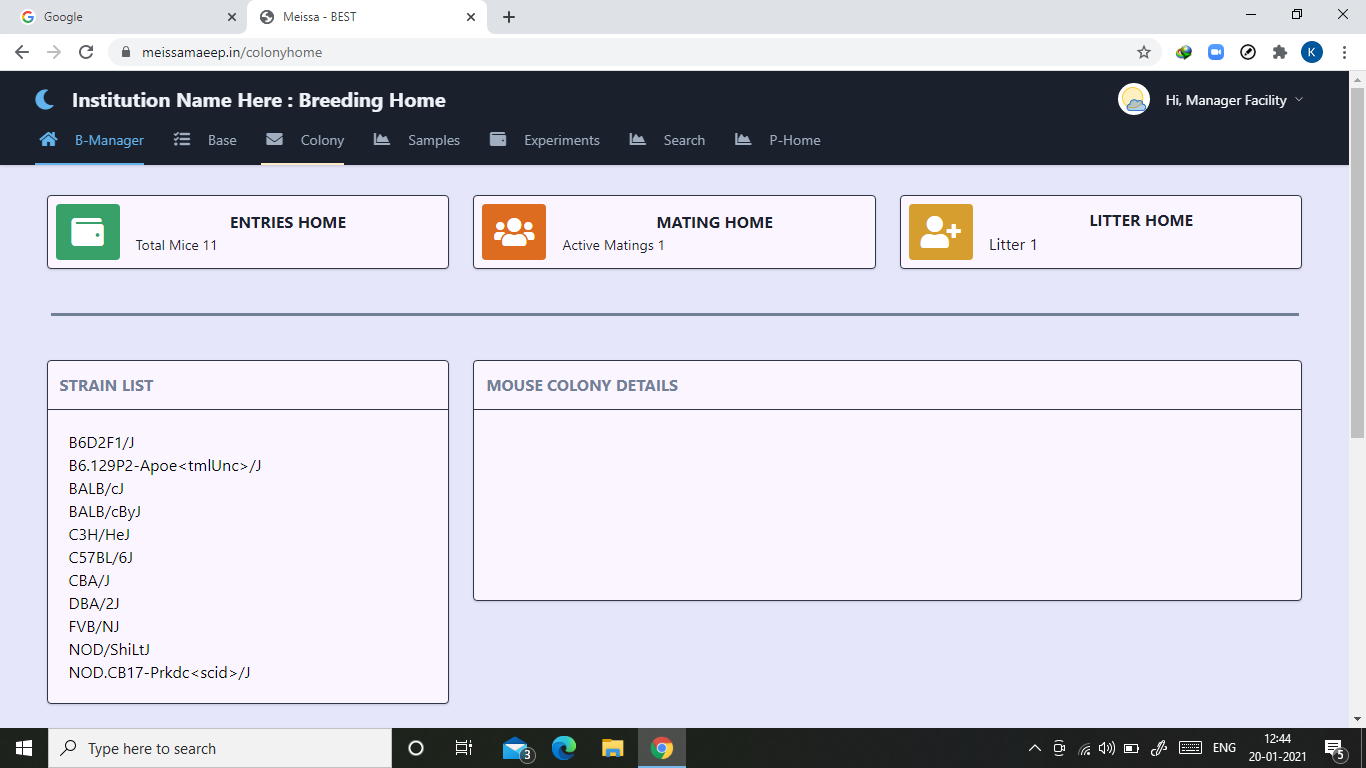 Google
Meissa - BEST
meissamaeep.in/colonyhome
K
Institution Name Here : Breeding Home
Hi, Manager Facility
B-Manager Base Colony Samples Experiments Search P-Home
ENTRIES HOME
Total Mice 11
MATING HOME
Active Matings 1
LITTER HOME
Litter 1
STRAIN LIST
B6D2F1/J
B6.129P2-Apoe<tmlUnc>/J
BALB/cJ
BALB/cByJ
C3H/HeJ
C57BL/6J
CBA/J
DBA/2J
FVB/NJ
NOD/ShiLtJ
NOD.CB17-Prkdc<scid>/J
MOUSE COLONY DETAILS
Type here to search
3
ENG
12:44
20-01-2021
5